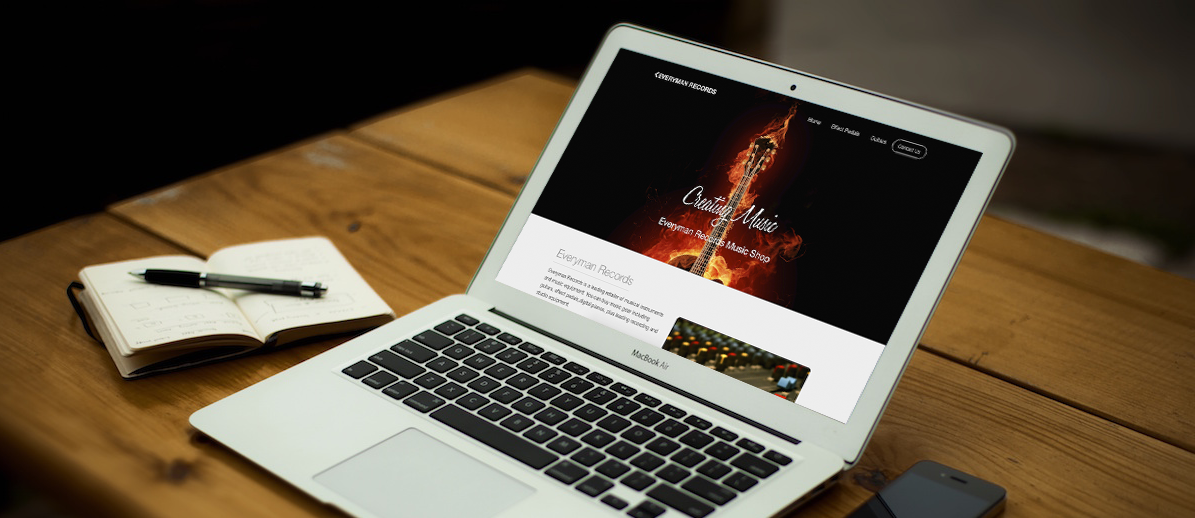 EVERYMAN RECORDS
Home Effect Pedals Guitars Contact Us
Creating Music
Everyman Records Music Shop
Everyman Records
Everyman Records is a leading retailer of musical instruments
and music equipment. You can buy music gear including
guitars, effect pedals, digital pianos, plus leading recording and
studio equipment.
MacBook Air